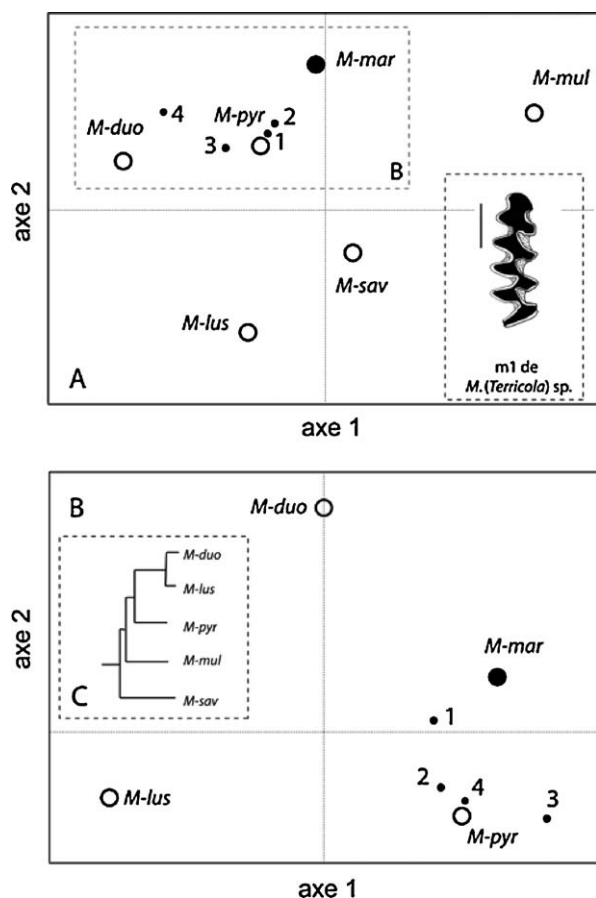 M-mar
M-mul
4
M-pyr
2
M-duo
3
1
B
axe 2
M-sav
M-lus
m1 de
M.(Terricola) sp.
A
axe 1
B
M-duo
M-duo
M-lus
M-pyr
M-mul
M-sav
C
axe 2
M-mar
1
2
4
3
M-lus
M-pyr
axe 1